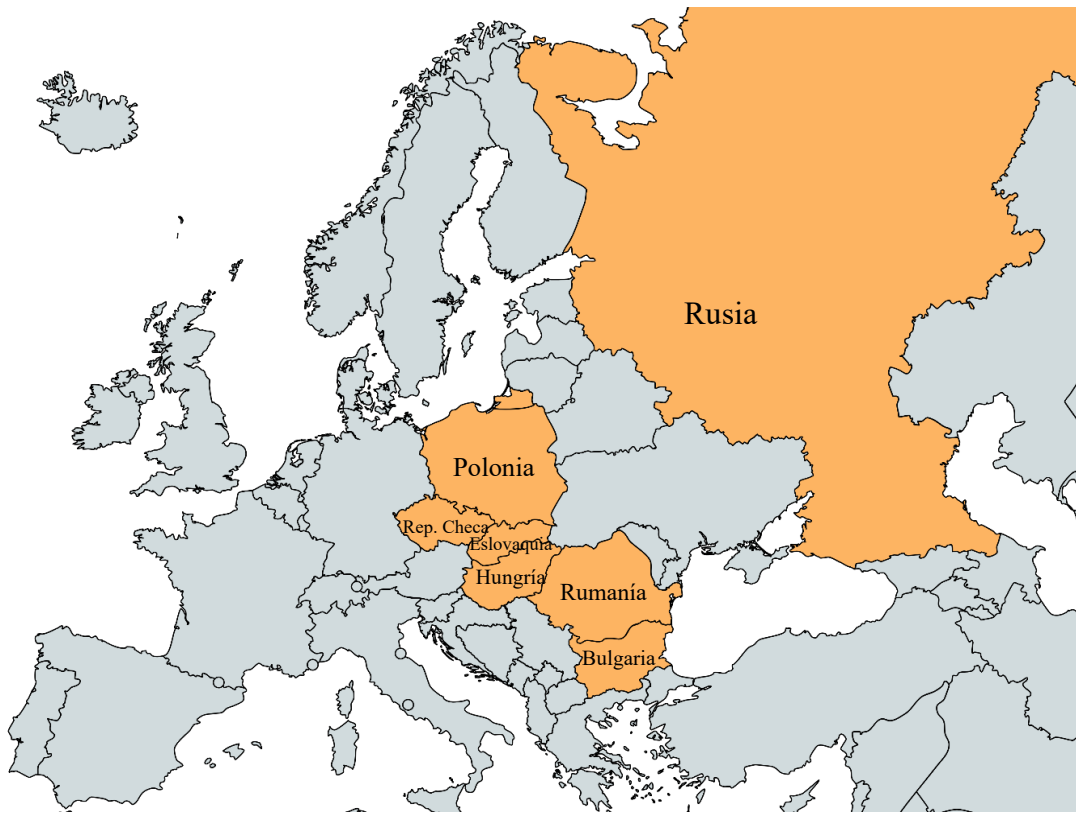 Rusia
Polonia
Rep. Checa
Eslovaquia
Hungría
Rumanía
Bulgaria